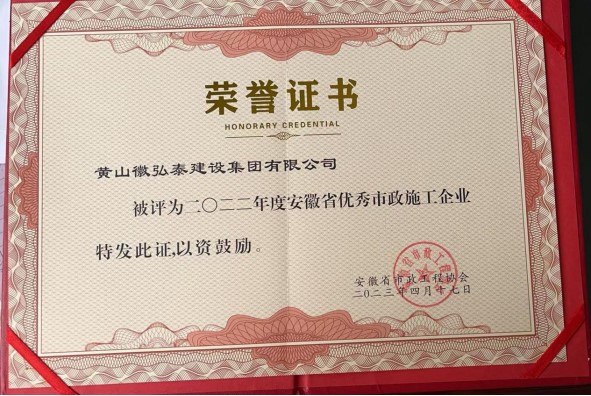 荣誉证书
HONORARY CREDENTIAL
黄山徽弘泰建设集团有限公司
被评为二〇二二年度安徽省优秀市政施工企业
特发此证,以资鼓励。
安徽省市政工程协会
二〇二三年四月十七日